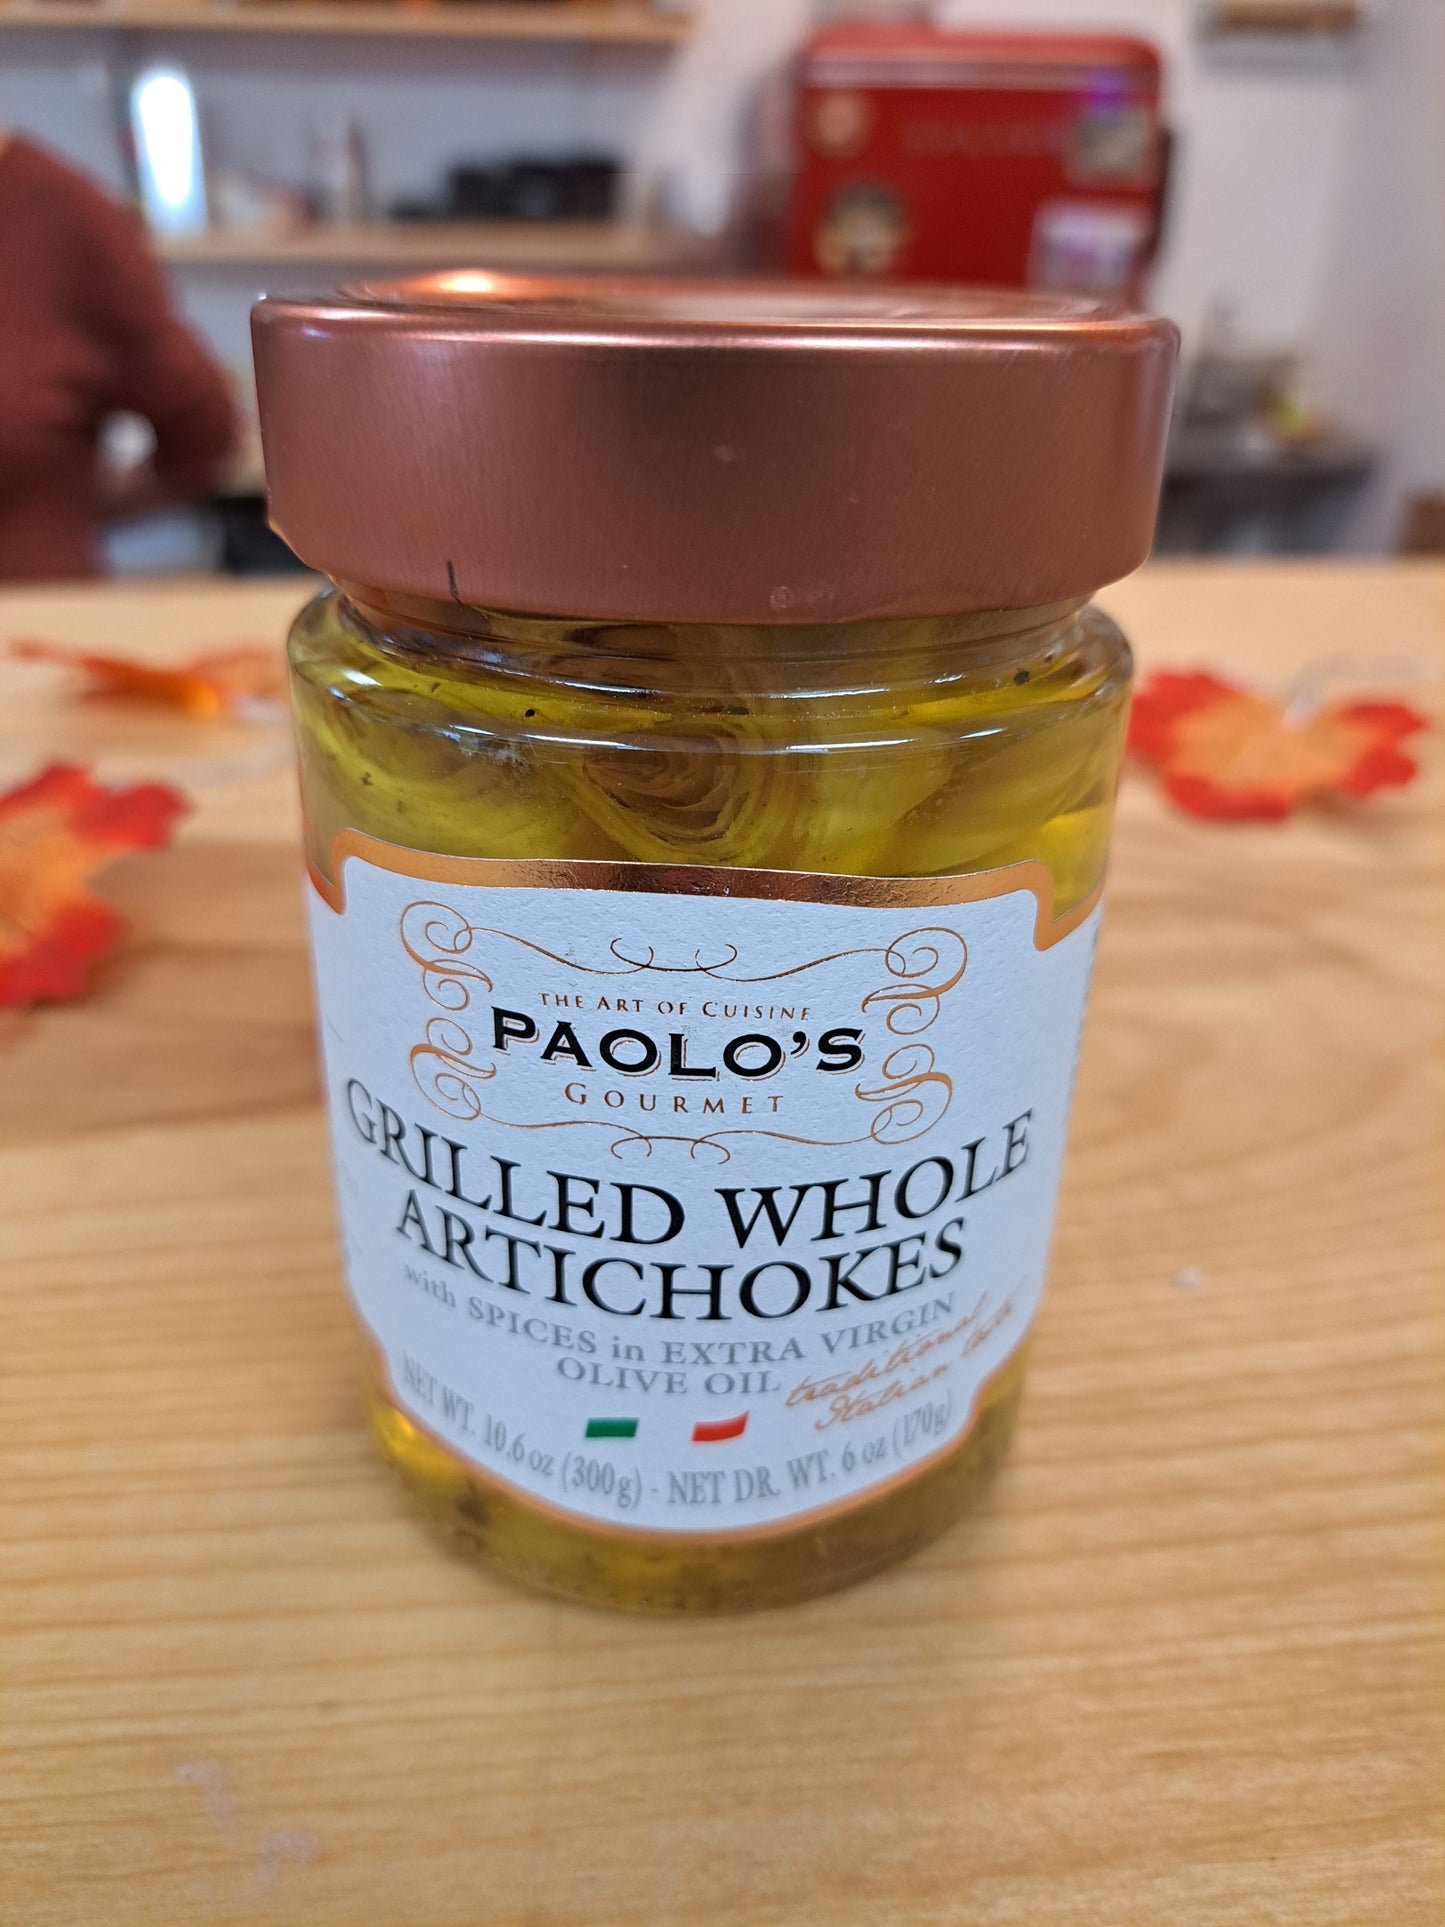 THE ART OF CUISINE
PAOLO'S
GOURMET
GRILLED WHOLE
ARTICHOKES
with SPICES in EXTRA VIRGIN
OLIVE OIL
traditional
Italian taste
NET WT. 10.6 oz (300g) - NET DR. WT. 6 oz (170g)